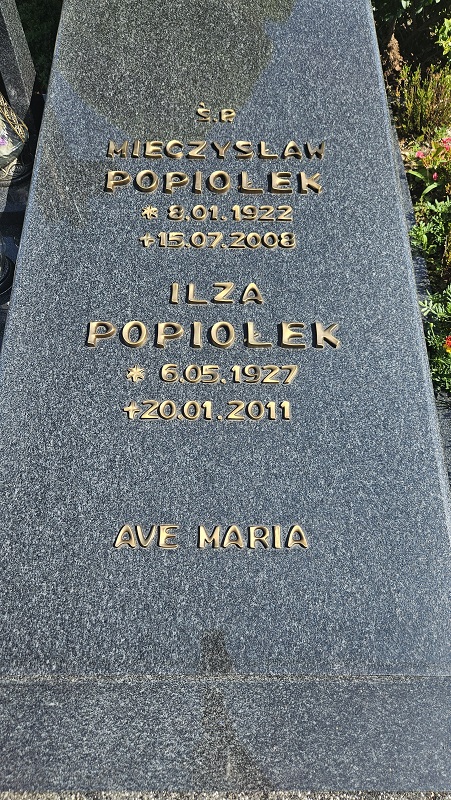 Ś.P.
MIECZYSŁAW
POPIOŁEK
* 8.01.1922
+15.07.2008
ILZA
POPIOŁEK
* 6.05.1927
+20.01.2011
AVE MARIA